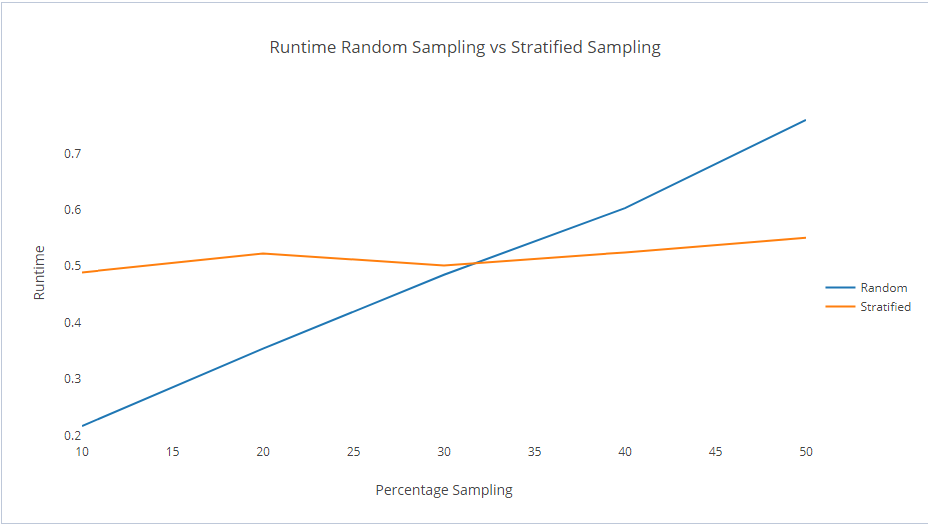 Runtime Random Sampling vs Stratified Sampling
0.7
0.6
0.5
0.4
0.3
0.2
Runtime
10 15 20 25 30 35 40 45 50
Percentage Sampling
Random
Stratified